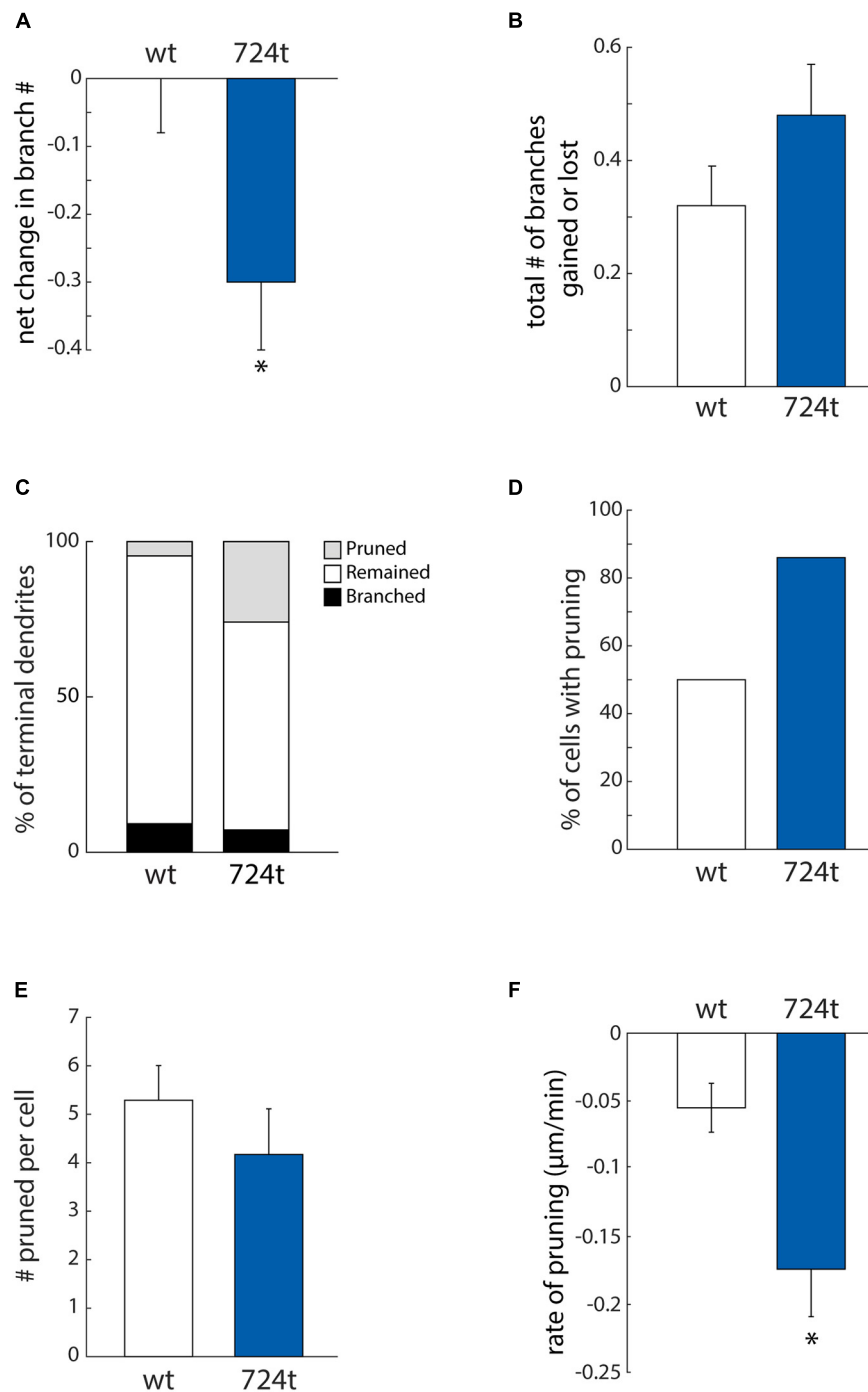 A
wt 724t
0
-0.1
-0.2
-0.3
-0.4
net change in branch #
*
B
0.6
0.4
0.2
0
total # of branches
gained or lost
wt 724t
C
100
50
0
% of terminal dendrites
Pruned
Remained
Branched
wt 724t
D
100
80
60
40
20
0
% of cells with pruning
wt 724t
E
7
6
5
4
3
2
1
0
# pruned per cell
wt 724t
F
wt 724t
0
-0.05
-0.1
-0.15
-0.2
-0.25
rate of pruning (µm/min)
*